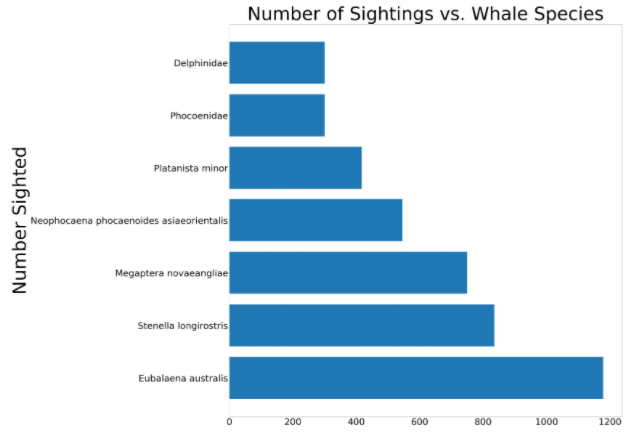 Number of Sightings vs. Whale Species
Number Sighted
Delphinidae
Phocoenidae
Platanista minor
Neophocaena phocaenoides asiaeorientalis
Megaptera novaeangliae
Stenella longirostris
Eubalaena australis
0 200 400 600 800 1000 1200